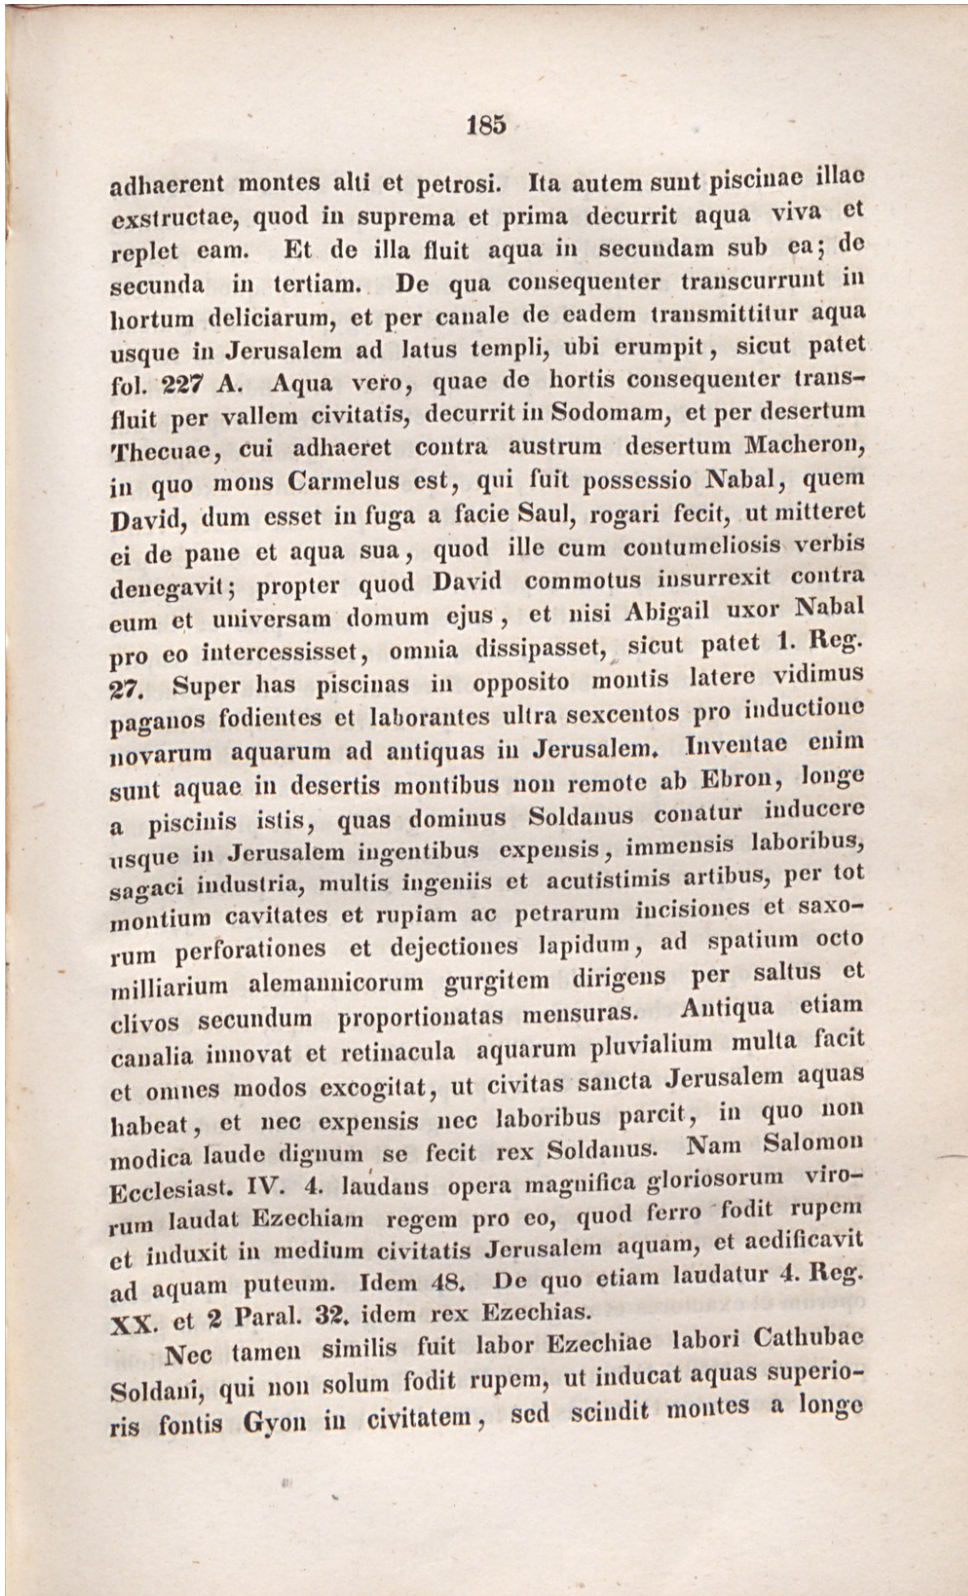 185
adhaerent montes alti et petrosi. Ita autem sunt piscinae illae
exstructae, quod in suprema et prima decurrit aqua viva et
replet eam. Et de illa fluit aqua in secundam sub ea; de
secunda in tertiam. De qua consequenter transcurrunt in
hortum deliciarum, et per canale de eadem transmittitur aqua
usque in Jerusalem ad latus templi, ubi erumpit, sicut patet
fol. 227 A. Aqua vero, quae de hortis consequenter trans-
fluit per vallem civitatis, decurrit in Sodomam, et per desertum
Thecuae, cui adhaeret contra austrum desertum Macheron,
in quo mons Carmelus est, qui fuit possessio Nabal, quem
David, dum esset in fuga a facie Saul, rogari fecit, ut mitteret
ei de pane et aqua sua, quod ille cum contumeliosis verbis
denegavit; propter quod David commotus insurrexit contra
eum et universam domum ejus, et nisi Abigail uxor Nabal
pro eo intercessisset, omnia dissipasset, sicut patet 1. Reg.
27. Super has piscinas in opposito montis latere vidimus
paganos fodientes et laborantes ultra sexcentos pro inductione
novarum aquarum ad antiquas in Jerusalem. Inventae enim
sunt aquae in desertis montibus non remote ab Ebron, longe
a piscinis istis, quas dominus Soldanus conatur inducere
usque in Jerusalem ingentibus expensis, immensis laboribus,
sagaci industria, multis ingeniis et acutistimis artibus, per tot
montium cavitates et rupiam ac petrarum incisiones et saxo-
rum perforationes et dejectiones lapidum, ad spatium octo
milliarium alemannicorum gurgitem dirigens per saltus et
clivos secundum proportionatas mensuras. Antiqua etiam
canalia innovat et retinacula aquarum pluvialium multa facit
et omnes modos excogitat, ut civitas sancta Jerusalem aquas
habeat, et nec expensis nec laboribus parcit, in quo non
modica laude dignum se fecit rex Soldanus. Nam Salomon
Ecclesiast. IV. 4. laudans opera magnifica gloriosorum viro-
rum laudat Ezechiam regem pro eo, quod ferro fodit rupem
et induxit in medium civitatis Jerusalem aquam, et aedificavit
ad aquam puteum. Idem 48. De quo etiam laudatur 4. Reg.
XX. et 2 Paral. 32. idem rex Ezechias.
Nec tamen similis fuit labor Ezechiae labori Cathubae
Soldani, qui non solum fodit rupem, ut inducat aquas superio-
ris fontis Gyon in civitatem, sed scindit montes a longe